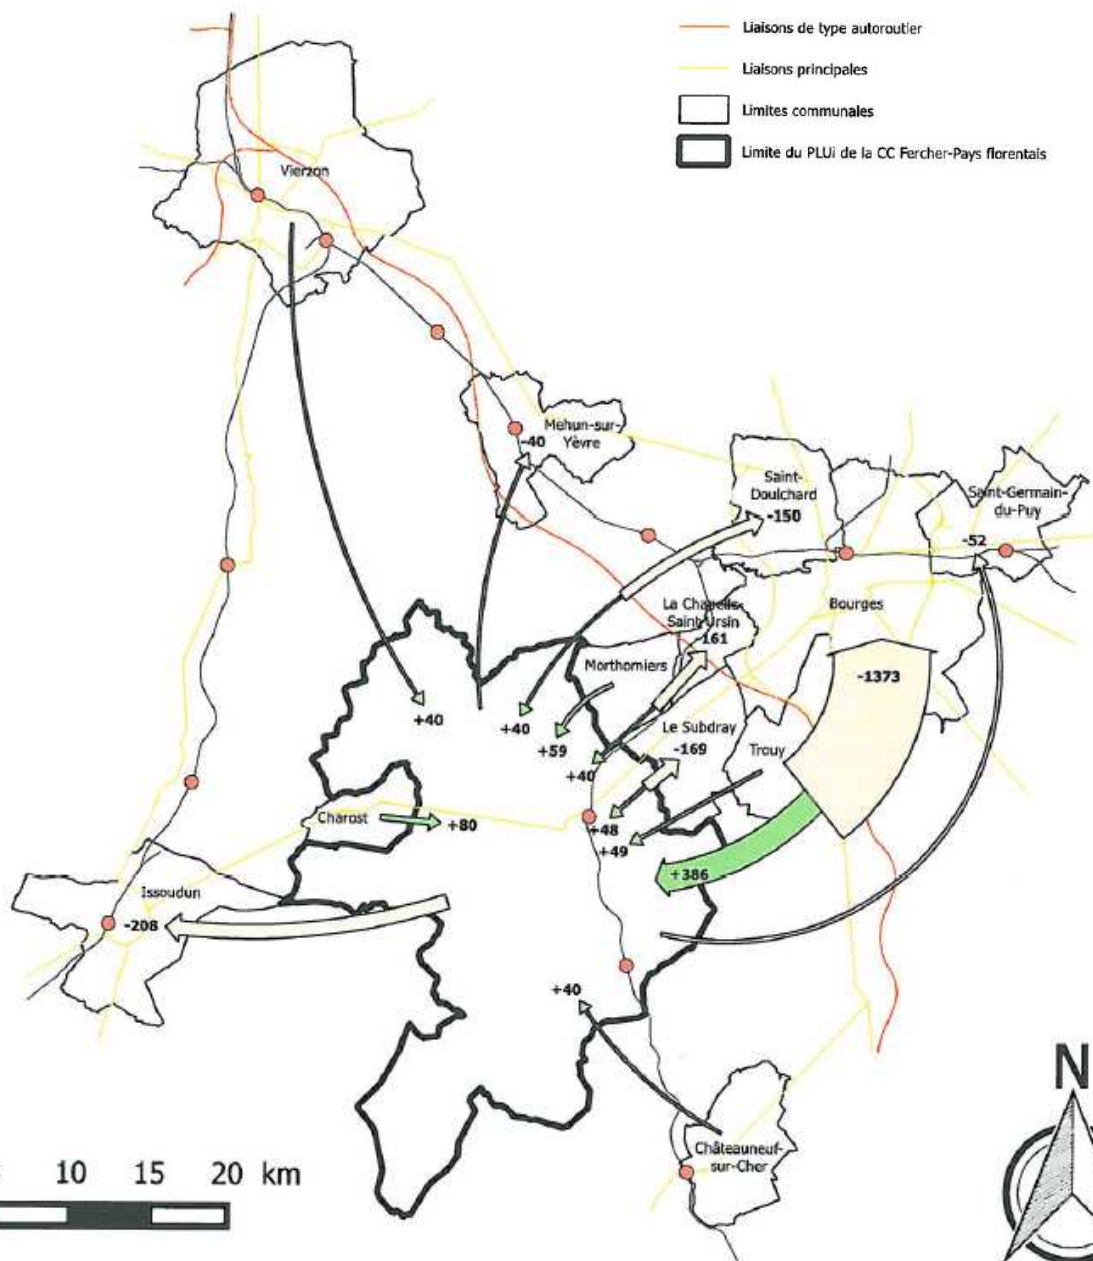 Liaisons de type autoroutier
Liaisons principales
Limites communales
Limite du PLUi de la CC Fercher-Pays florentais
Vierzon
Mehun-sur-
Yèvre
-40
Saint-
Doulchard
-150
Saint-Germain-
du-Puy
-52
La Chapelle-
Saint-Ursin
-161
Bourges
Morthomiers
-1373
+40
+40
+59
+40
Le Subdray
-169
Trouy
Charost
+80
+48
+49
+386
Issoudun
-208
+40
Châteauneuf-
sur-Cher
N
10 15 20 km